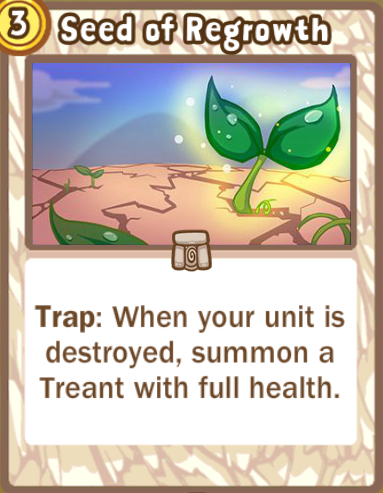 3
Seed of Regrowth
Trap: When your unit is
destroyed, summon a
Treant with full health.